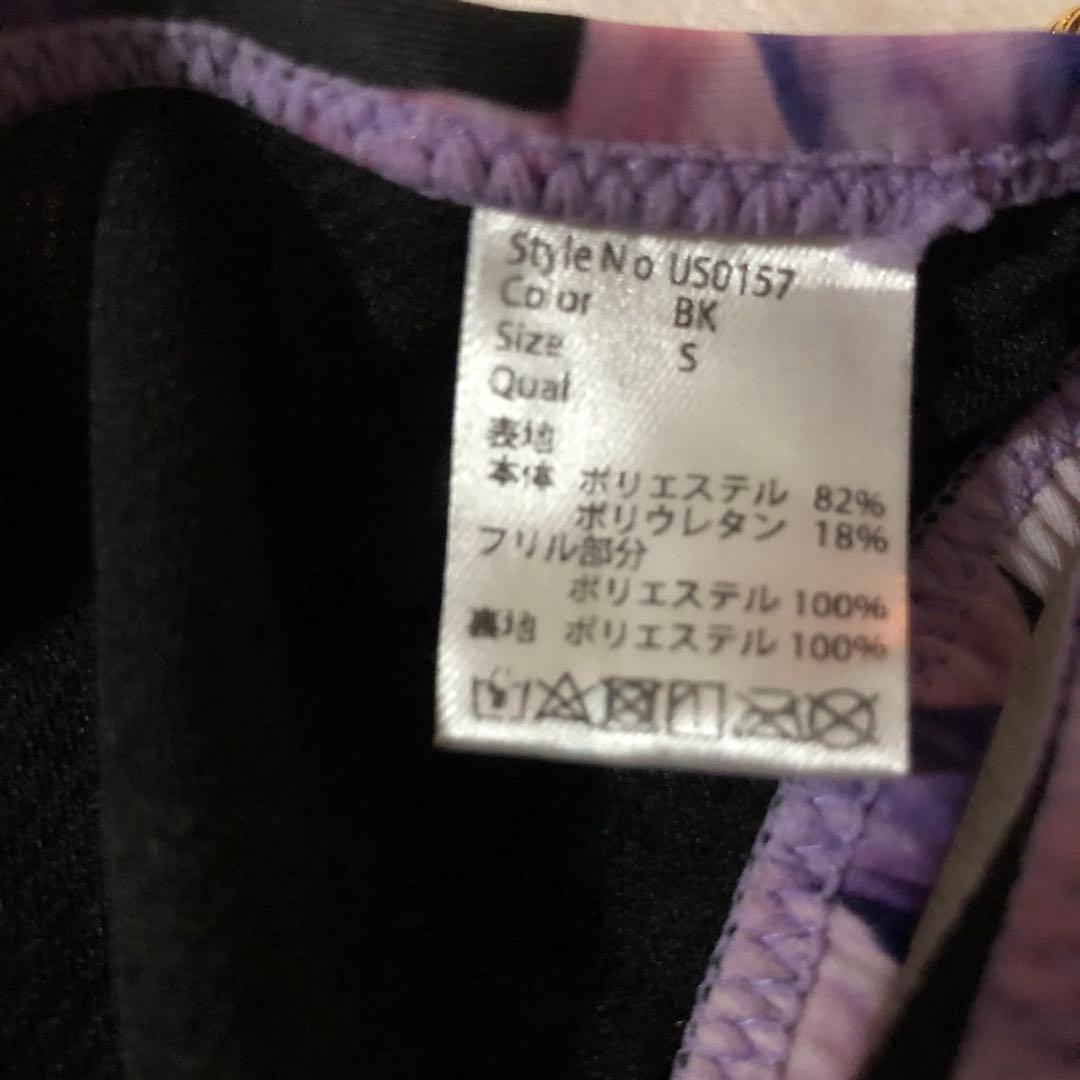 StyleNo US0157
Color BK
Size S
Qual
表地
本体 ポリエステル 82%
ポリウレタン 18%
フリル部分
ポリエステル 100%
裏地 ポリエステル 100%